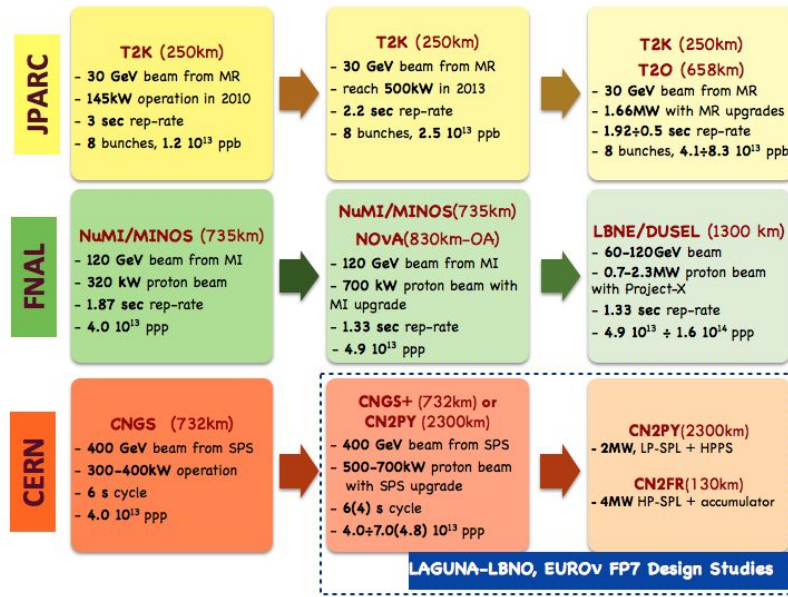 JPARC
T2K (250km)
- 30 GeV beam from MR
- 145kW operation in 2010
- 3 sec rep-rate
- 8 bunches, 1.2 10¹³ ppb
T2K (250km)
- 30 GeV beam from MR
- reach 500kW in 2013
- 2.2 sec rep-rate
- 8 bunches, 2.5 10¹³ ppb
T2K (250km)
T2O (658km)
- 30 GeV beam from MR
- 1.66MW with MR upgrades
- 1.92÷0.5 sec rep-rate
- 8 bunches, 4.1÷8.3 10¹³ ppb
FNAL
NuMI/MINOS (735km)
- 120 GeV beam from MI
- 320 kW proton beam
- 1.87 sec rep-rate
- 4.0 10¹³ ppp
NuMI/MINOS(735km)
NOνA(830km-OA)
- 120 GeV beam from MI
- 700 kW proton beam with
MI upgrade
- 1.33 sec rep-rate
- 4.9 10¹³ ppp
LBNE/DUSEL (1300 km)
- 60-120GeV beam
- 0.7-2.3MW proton beam
with Project-X
- 1.33 sec rep-rate
- 4.9 10¹³ ÷ 1.6 10¹⁴ ppp
CERN
CNGS (732km)
- 400 GeV beam from SPS
- 300-400kW operation
- 6 s cycle
- 4.0 10¹³ ppp
CNGS+ (732km) or
CN2PY (2300km)
- 400 GeV beam from SPS
- 500-700kW proton beam
with SPS upgrade
- 6(4) s cycle
- 4.0÷7.0(4.8) 10¹³ ppp
CN2PY(2300km)
- 2MW, LP-SPL + HPPS
CN2FR(130km)
- 4MW HP-SPL + accumulator
LAGUNA-LBNO, EUROν FP7 Design Studies